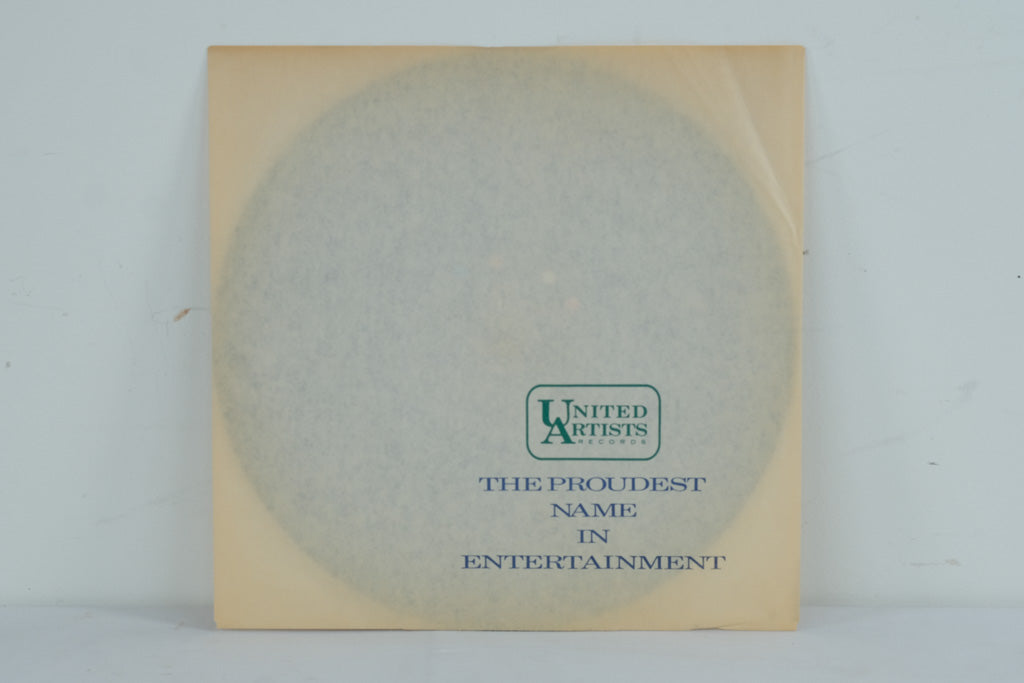 UNITED
ARTISTS
RECORDS
THE PROUDEST
NAME
IN
ENTERTAINMENT